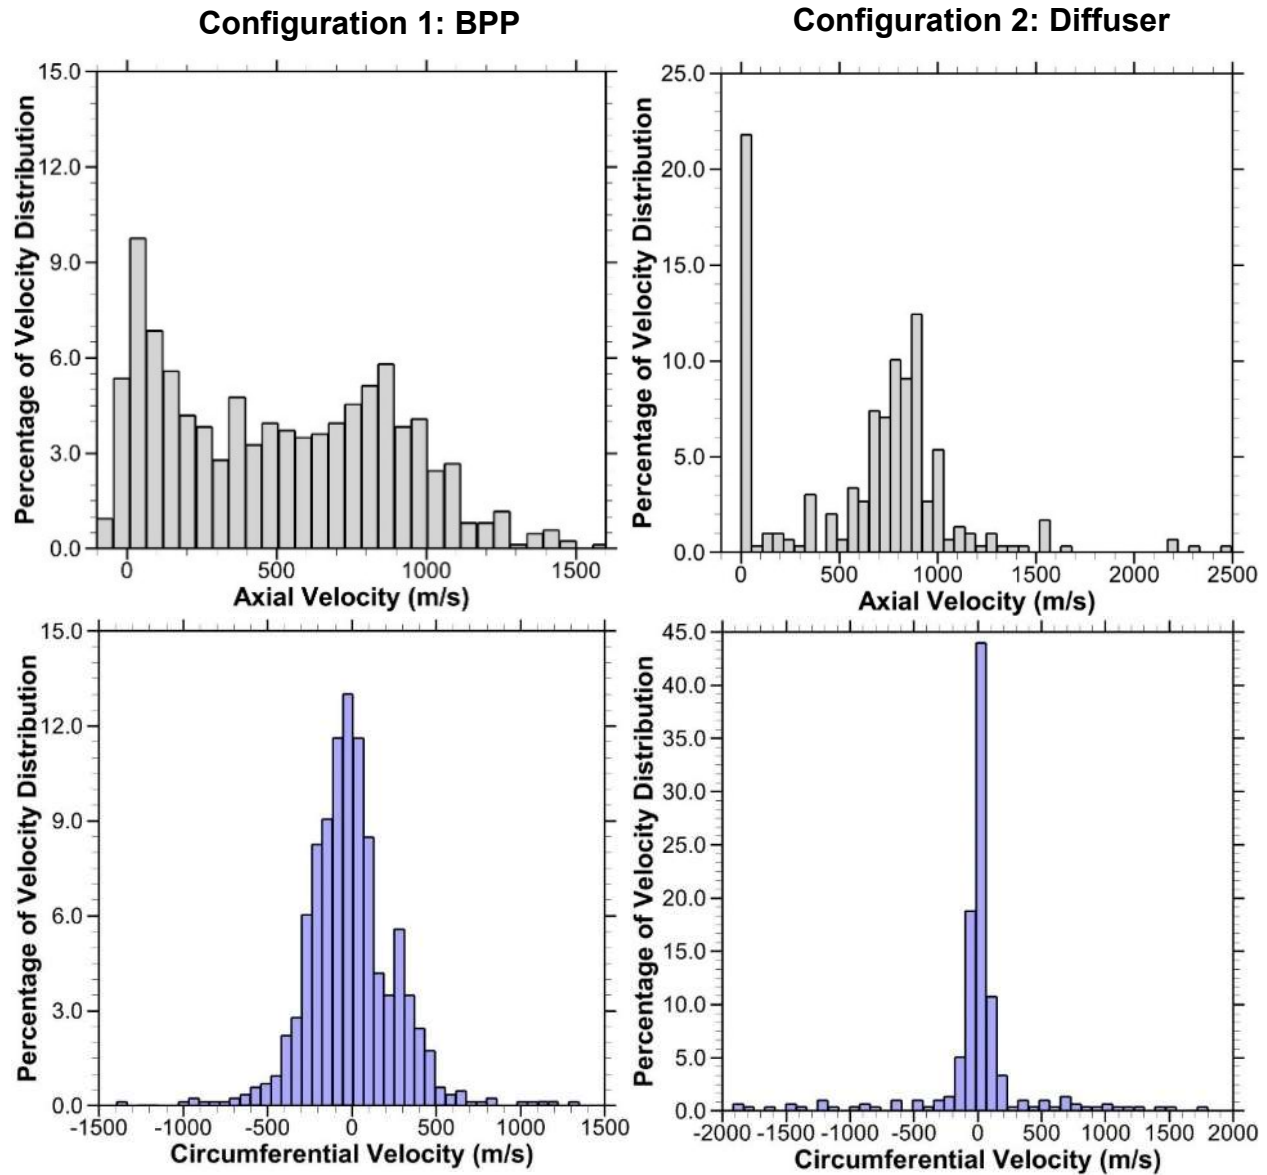 Configuration 1: BPP
Configuration 2: Diffuser
Percentage of Velocity Distribution
15.0
12.0
9.0
6.0
3.0
0.0
0 500 1000 1500
Axial Velocity (m/s)
Percentage of Velocity Distribution
25.0
20.0
15.0
10.0
5.0
0.0
0 500 1000 1500 2000 2500
Axial Velocity (m/s)
Percentage of Velocity Distribution
15.0
12.0
9.0
6.0
3.0
0.0
-1500 -1000 -500 0 500 1000 1500
Circumferential Velocity (m/s)
Percentage of Velocity Distribution
45.0
40.0
35.0
30.0
25.0
20.0
15.0
10.0
5.0
0.0
-2000 -1500 -1000 -500 0 500 1000 1500 2000
Circumferential Velocity (m/s)